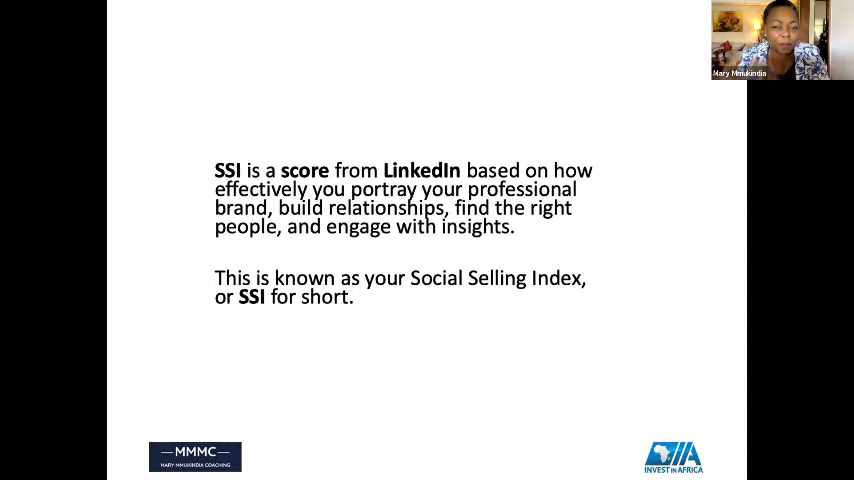 Mary Mmukindia
SSI is a score from LinkedIn based on how
effectively you portray your professional
brand, build relationships, find the right
people, and engage with insights.
This is known as your Social Selling Index,
or SSI for short.
MMMC
MARY MMUKINDIA COACHING
IIA
INVEST IN AFRICA